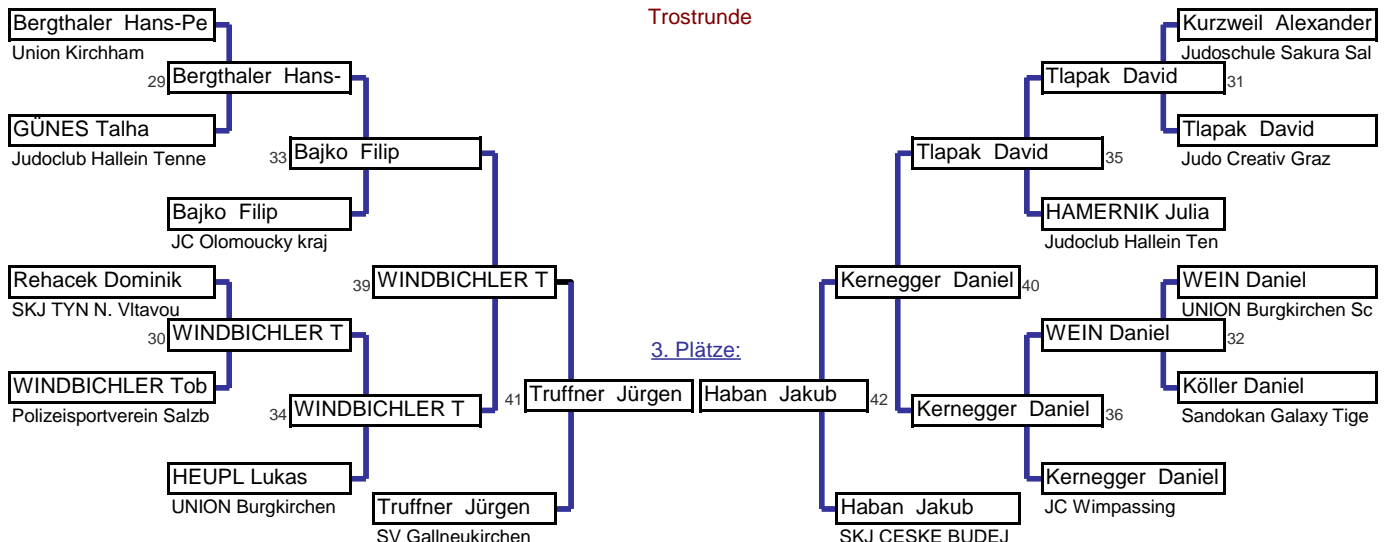 Trostrunde
Bergthaler Hans-Pe
Union Kirchham
29
Bergthaler Hans-
GÜNES Talha
Judoclub Hallein Tenne
33
Bajko Filip
Bajko Filip
JC Olomoucky kraj
Rehacek Dominik
SKJ TYN N. Vltavou
39
WINDBICHLER T
30
WINDBICHLER T
WINDBICHLER Tob
Polizeisportverein Salzb
34
WINDBICHLER T
HEUPL Lukas
UNION Burgkirchen
41
Truffner Jürgen
Truffner Jürgen
SV Gallneukirchen
3. Plätze:
Kurzweil Alexander
Judoschule Sakura Sal
Tlapak David
31
Tlapak David
Judo Creativ Graz
Tlapak David
35
HAMERNIK Julia
Judoclub Hallein Ten
Kernegger Daniel
40
WEIN Daniel
UNION Burgkirchen Sc
WEIN Daniel
32
Köller Daniel
Sandokan Galaxy Tige
Haban Jakub
42
Kernegger Daniel
36
Kernegger Daniel
JC Wimpassing
Haban Jakub
SKJ CESKE BUDEJ